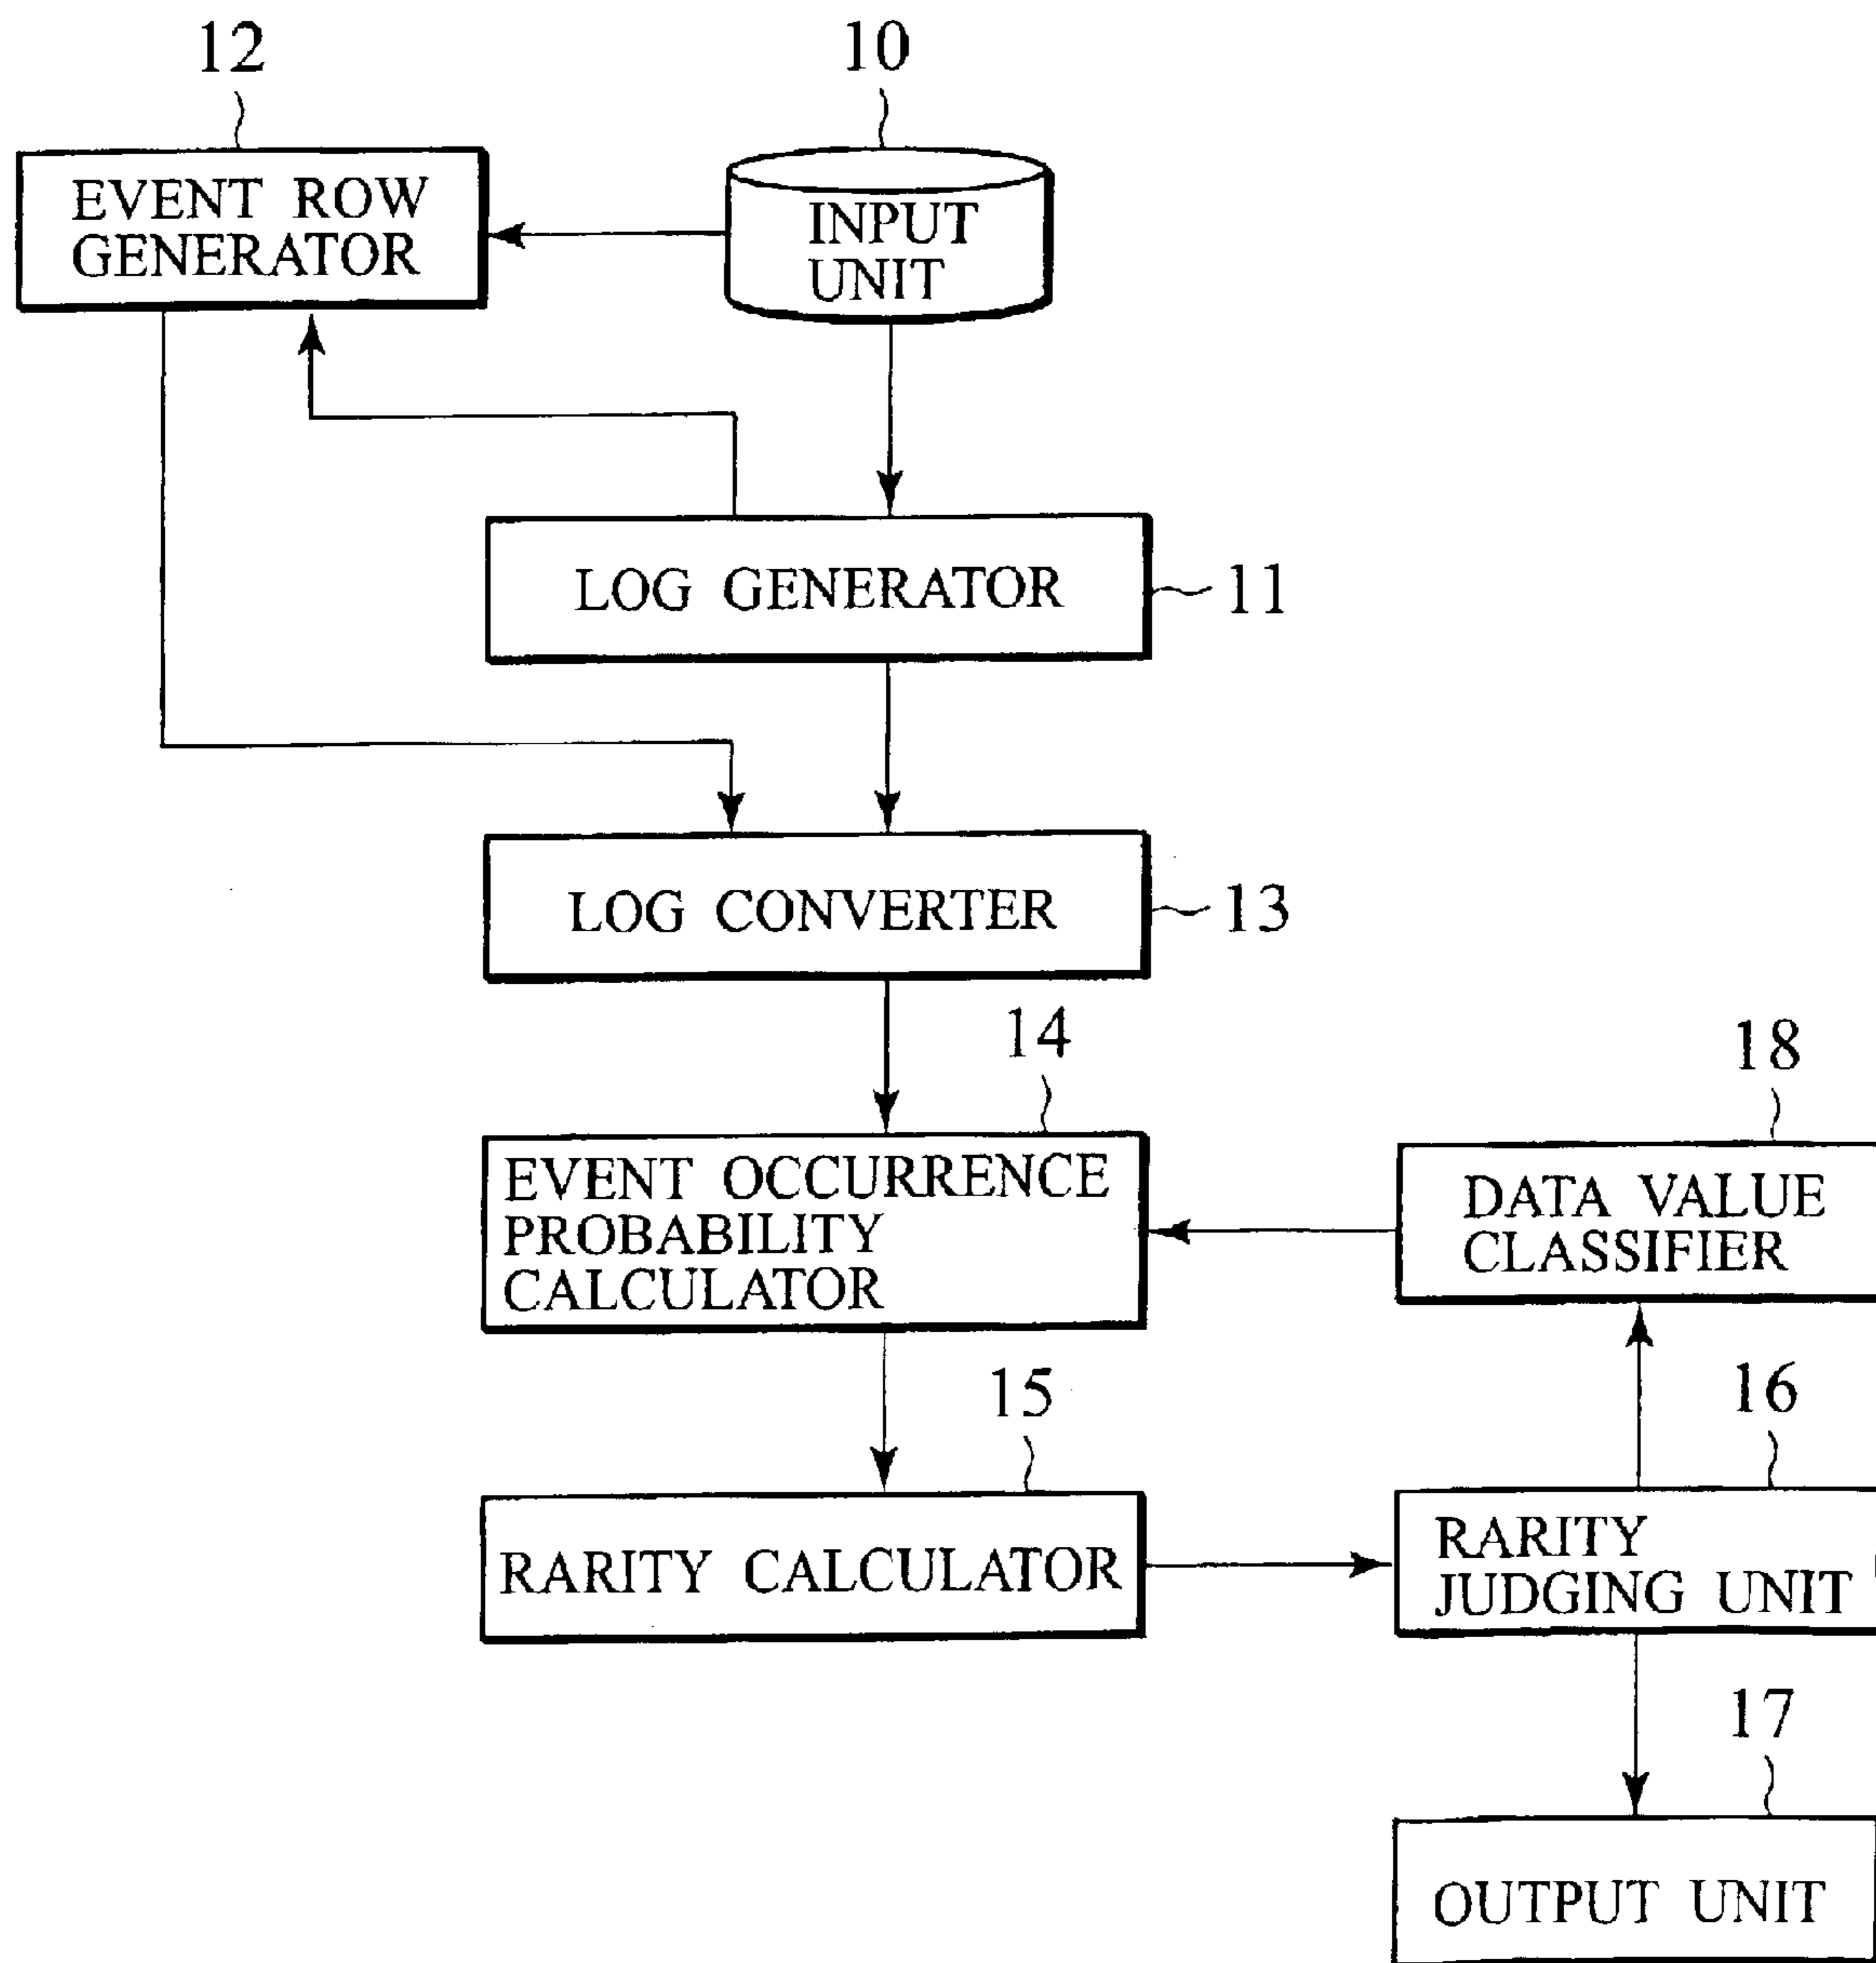 12
10
EVENT ROW
GENERATOR
INPUT
UNIT
LOG GENERATOR
11
LOG CONVERTER
13
14
18
EVENT OCCURRENCE
PROBABILITY
CALCULATOR
DATA VALUE
CLASSIFIER
15
16
RARITY CALCULATOR
RARITY
JUDGING UNIT
17
OUTPUT UNIT